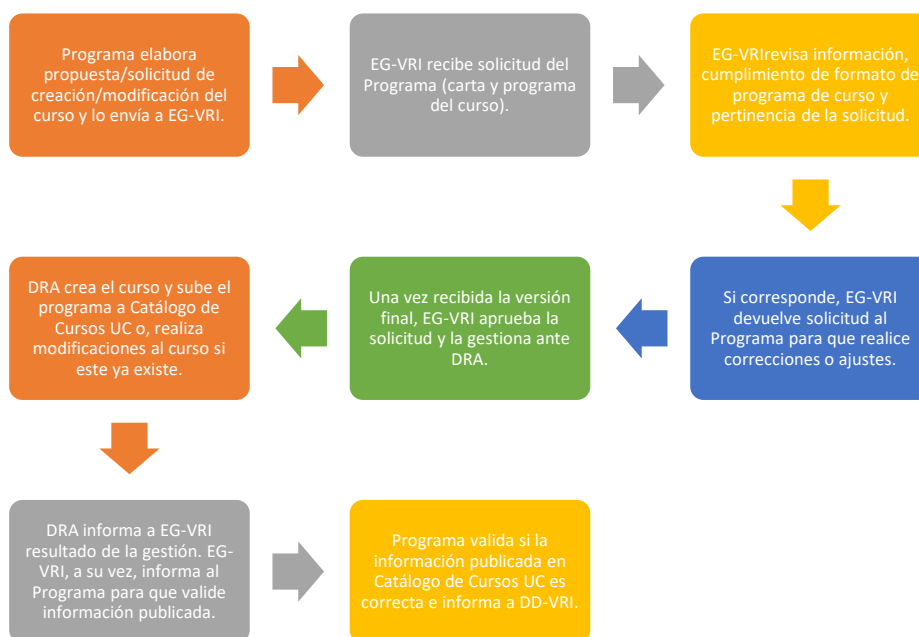 Programa elabora
propuesta/solicitud de
creación/modificación del
curso y lo envía a EG-VRI.
EG-VRI recibe solicitud del
Programa (carta y programa
del curso).
EG-VRIrevisa información,
cumplimiento de formato de
programa de curso y
pertinencia de la solicitud.
Si corresponde, EG-VRI
devuelve solicitud al
Programa para que realice
correcciones o ajustes.
Una vez recibida la versión
final, EG-VRI aprueba la
solicitud y la gestiona ante
DRA.
DRA crea el curso y sube el
programa a Catálogo de
Cursos UC o, realiza
modificaciones al curso si
este ya existe.
DRA informa a EG-VRI
resultado de la gestión. EG-
VRI, a su vez, informa al
Programa para que valide
información publicada.
Programa valida si la
información publicada en
Catálogo de Cursos UC es
correcta e informa a DD-VRI.